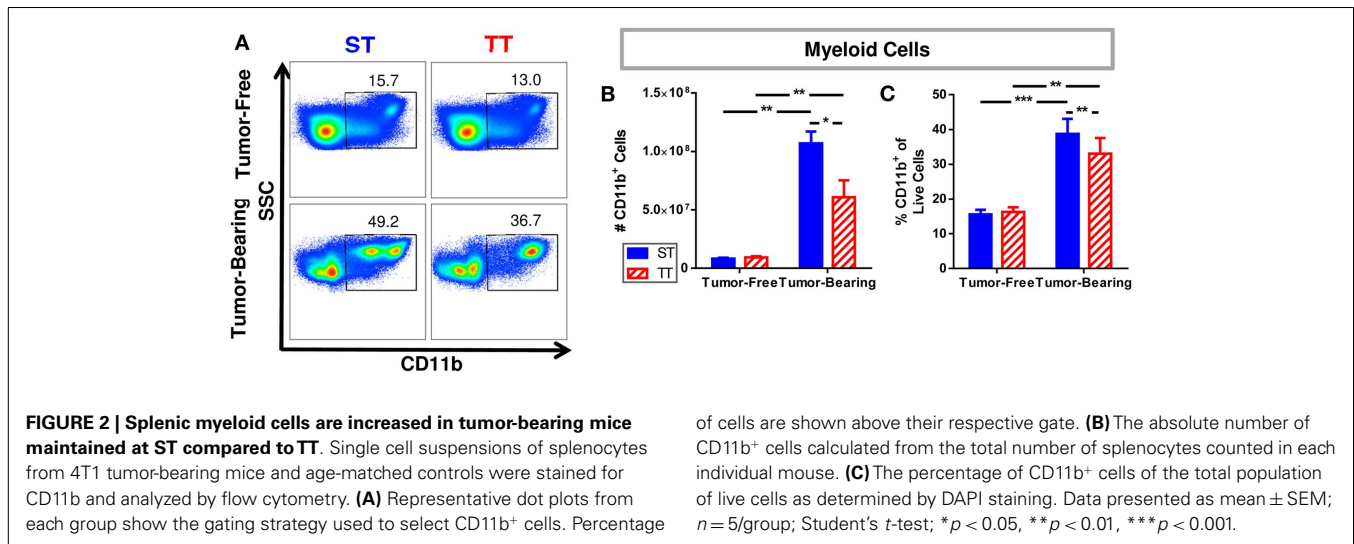 A
ST
TT
Tumor-Free
15.7
13.0
SSC
Tumor-Bearing
49.2
36.7
CD11b
Myeloid Cells
B
# CD11b⁺ Cells
1.5×10⁸
1.0×10⁸
5.0×10⁷
0
**
**
*
ST
TT
Tumor-Free Tumor-Bearing
C
% CD11b⁺ of
Live Cells
50
40
30
20
10
0
**
***
**
Tumor-Free Tumor-Bearing
FIGURE 2 | Splenic myeloid cells are increased in tumor-bearing mice
maintained at ST compared to TT. Single cell suspensions of splenocytes
from 4T1 tumor-bearing mice and age-matched controls were stained for
CD11b and analyzed by flow cytometry. (A) Representative dot plots from
each group show the gating strategy used to select CD11b⁺ cells. Percentage
of cells are shown above their respective gate. (B) The absolute number of
CD11b⁺ cells calculated from the total number of splenocytes counted in each
individual mouse. (C) The percentage of CD11b⁺ cells of the total population
of live cells as determined by DAPI staining. Data presented as mean ± SEM;
n = 5/group; Student's t-test; *p < 0.05, **p < 0.01, ***p < 0.001.